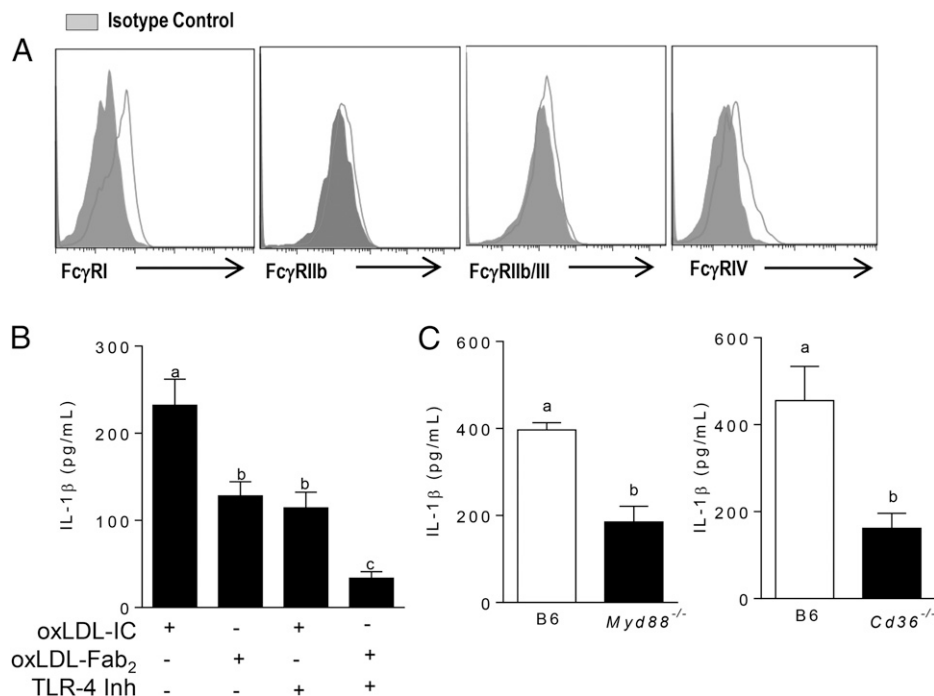 Isotype Control
A
FcγRI
FcγRIIb
FcγRIIb/III
FcγRIV
B
IL-1β (pg/mL)
300
200
100
0
a
b
b
c
oxLDL-IC + - + -
oxLDL-Fab₂ - + - +
TLR-4 Inh - - + +
C
IL-1β (pg/mL)
600
400
200
0
a
b
B6
Myd88⁻/⁻
IL-1β (pg/mL)
600
400
200
0
a
b
B6
Cd36⁻/⁻